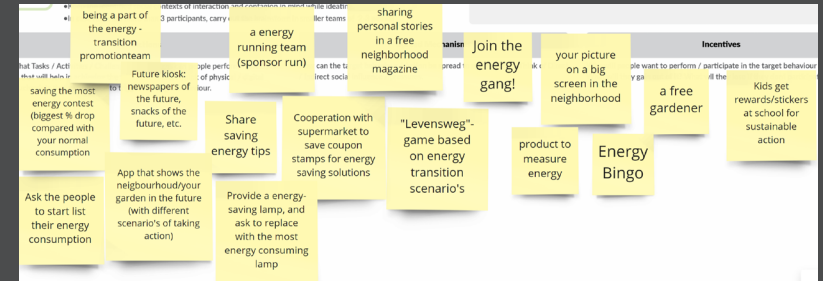 being a part of
the energy -
transition
promotionteam
a energy
running team
(sponsor run)
sharing
personal stories
in a free
neighborhood
magazine
Join the
energy
gang!
your picture
on a big
screen in the
neighborhood
Incentives
a free
gardener
Kids get
rewards/stickers
at school for
sustainable
action
saving the most
energy contest
(biggest % drop
compared with
your normal
consumption
Future kiosk:
newspapers of
the future,
snacks of the
future, etc.
Share
saving
energy tips
Cooperation with
supermarket to
save coupon
stamps for energy
saving solutions
"Levensweg"-
game based
on energy
transition
scenario's
product to
measure
energy
Energy
Bingo
Ask the people
to start list
their energy
consumption
App that shows the
neigbourhoud/your
garden in the future
(with different
scenario's of taking
action)
Provide a energy-
saving lamp, and
ask to replace
with the most
energy consuming
lamp